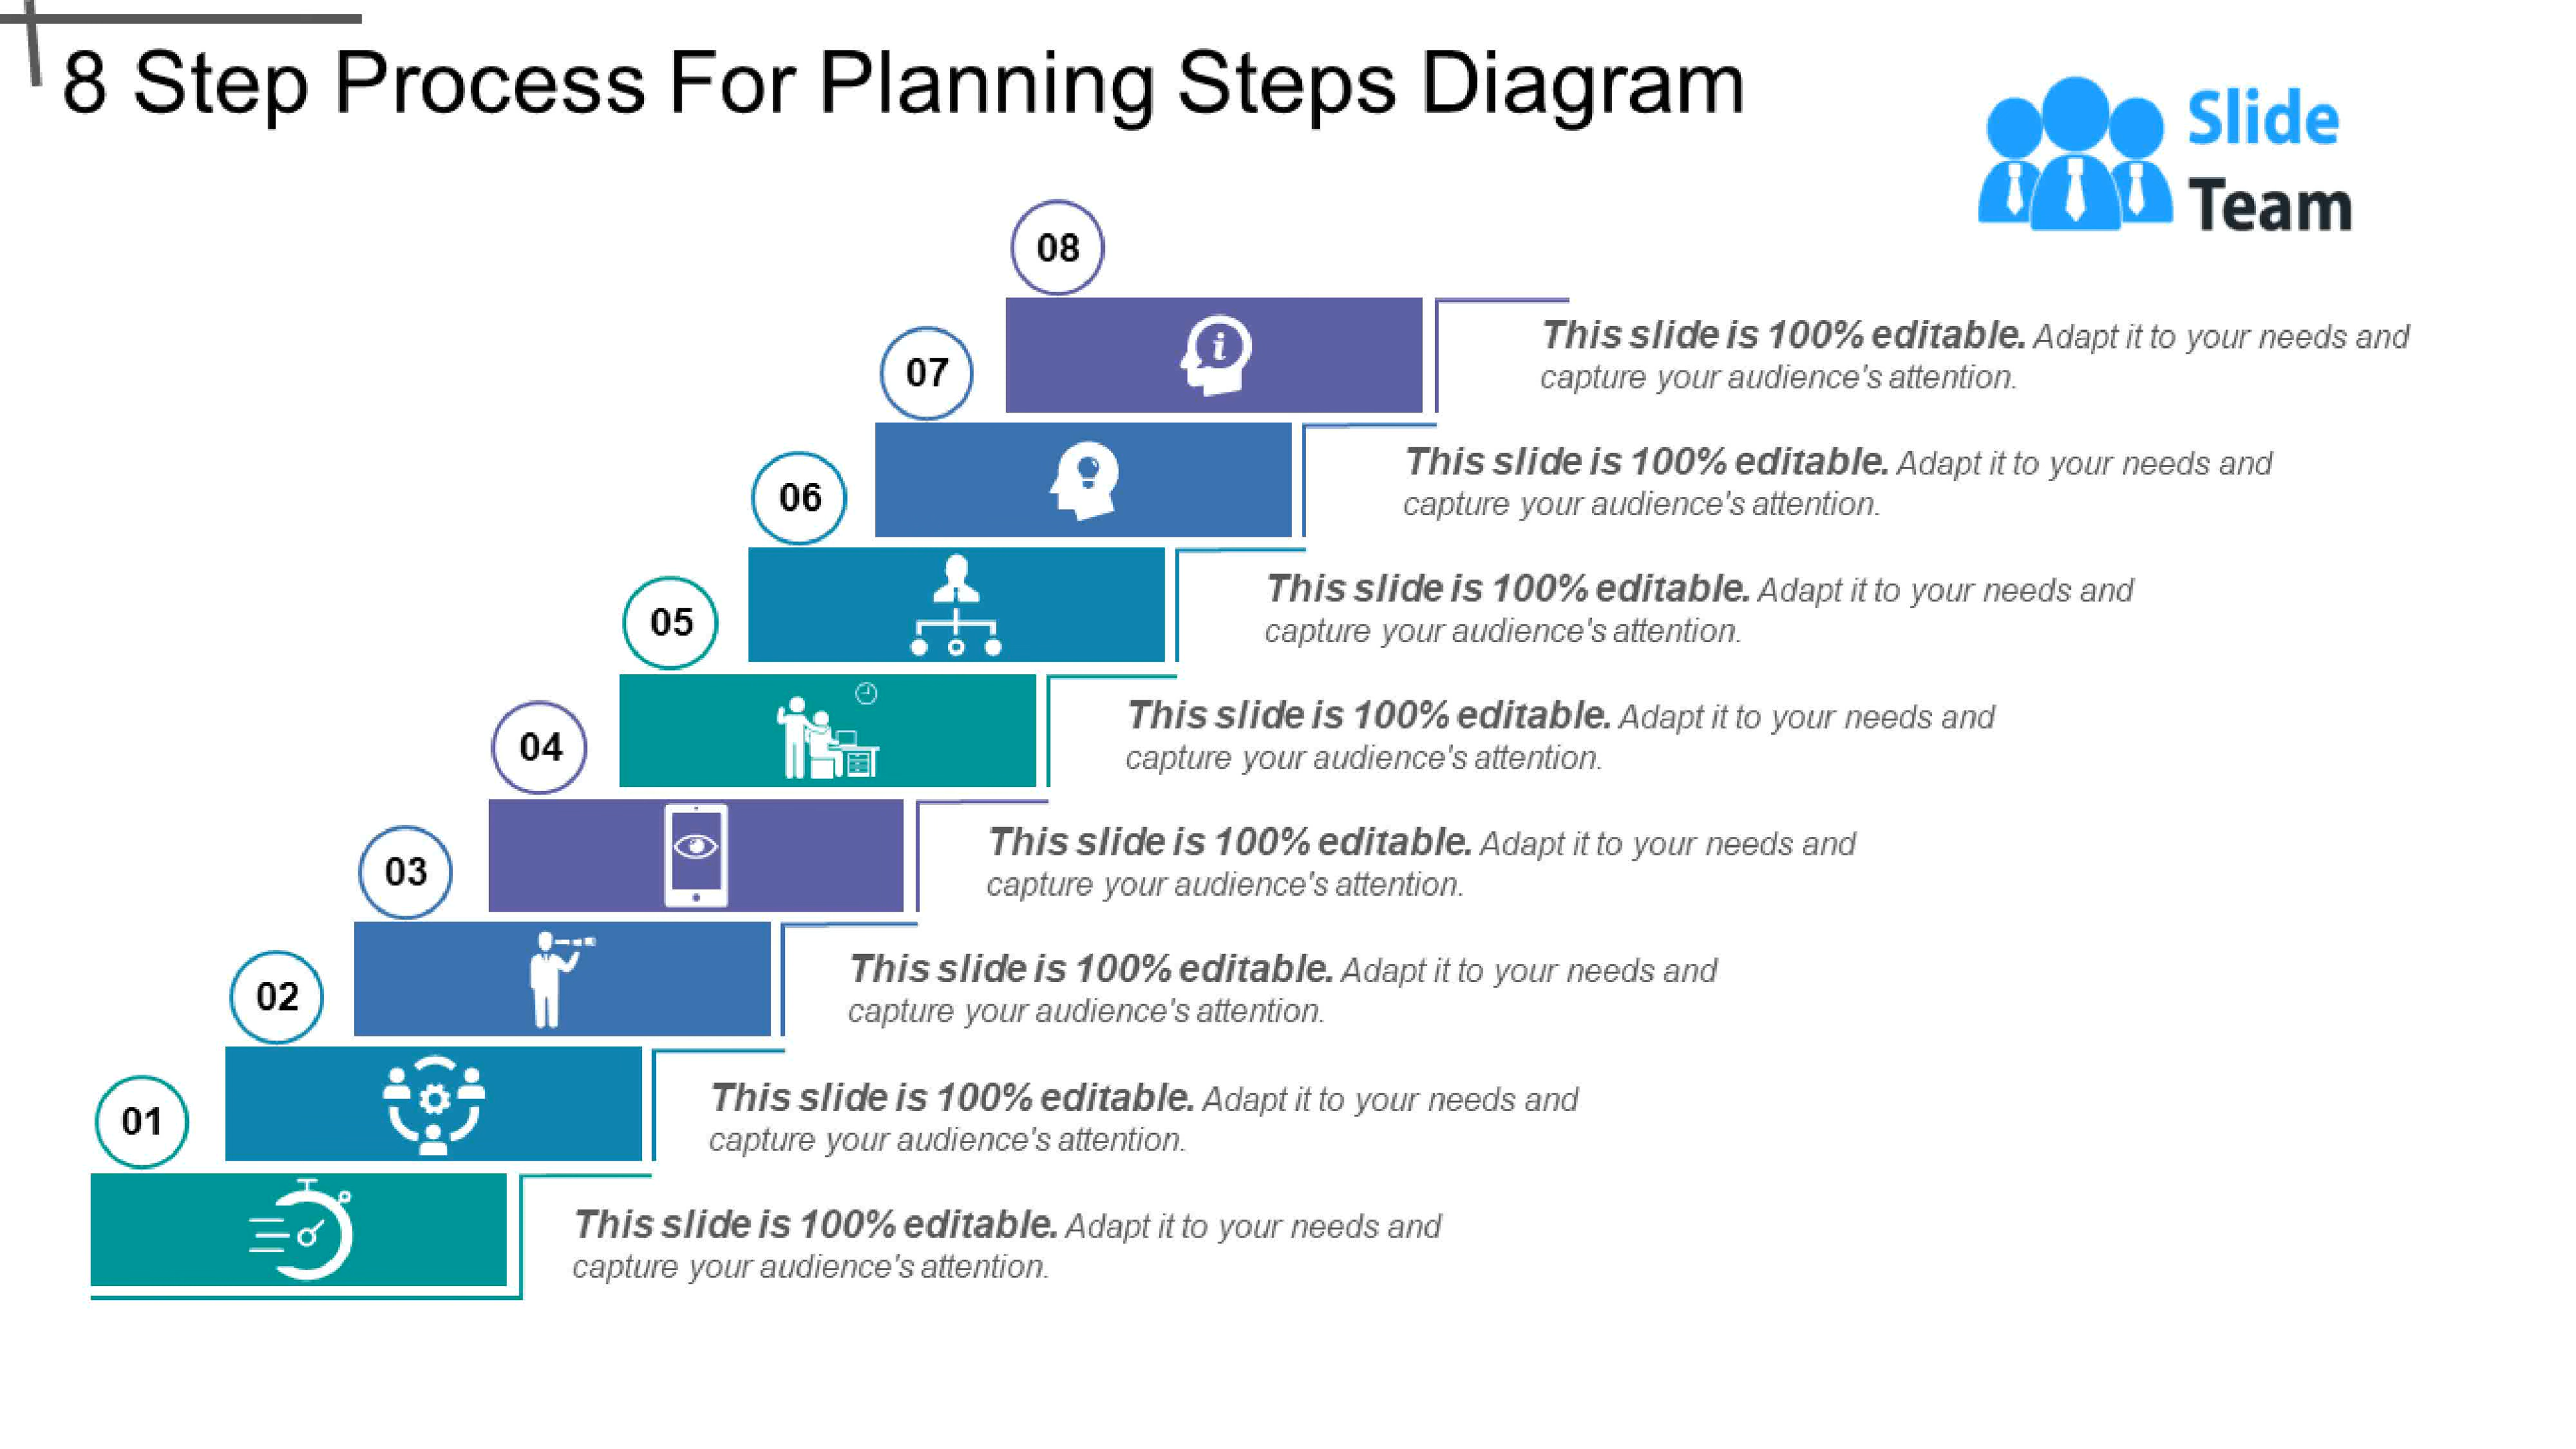 8 Step Process For Planning Steps Diagram
Slide
Team
08
This slide is 100% editable. Adapt it to your needs and
capture your audience's attention.
07
This slide is 100% editable. Adapt it to your needs and
capture your audience's attention.
06
This slide is 100% editable. Adapt it to your needs and
capture your audience's attention.
05
This slide is 100% editable. Adapt it to your needs and
capture your audience's attention.
04
This slide is 100% editable. Adapt it to your needs and
capture your audience's attention.
03
This slide is 100% editable. Adapt it to your needs and
capture your audience's attention.
02
This slide is 100% editable. Adapt it to your needs and
capture your audience's attention.
01
This slide is 100% editable. Adapt it to your needs and
capture your audience's attention.